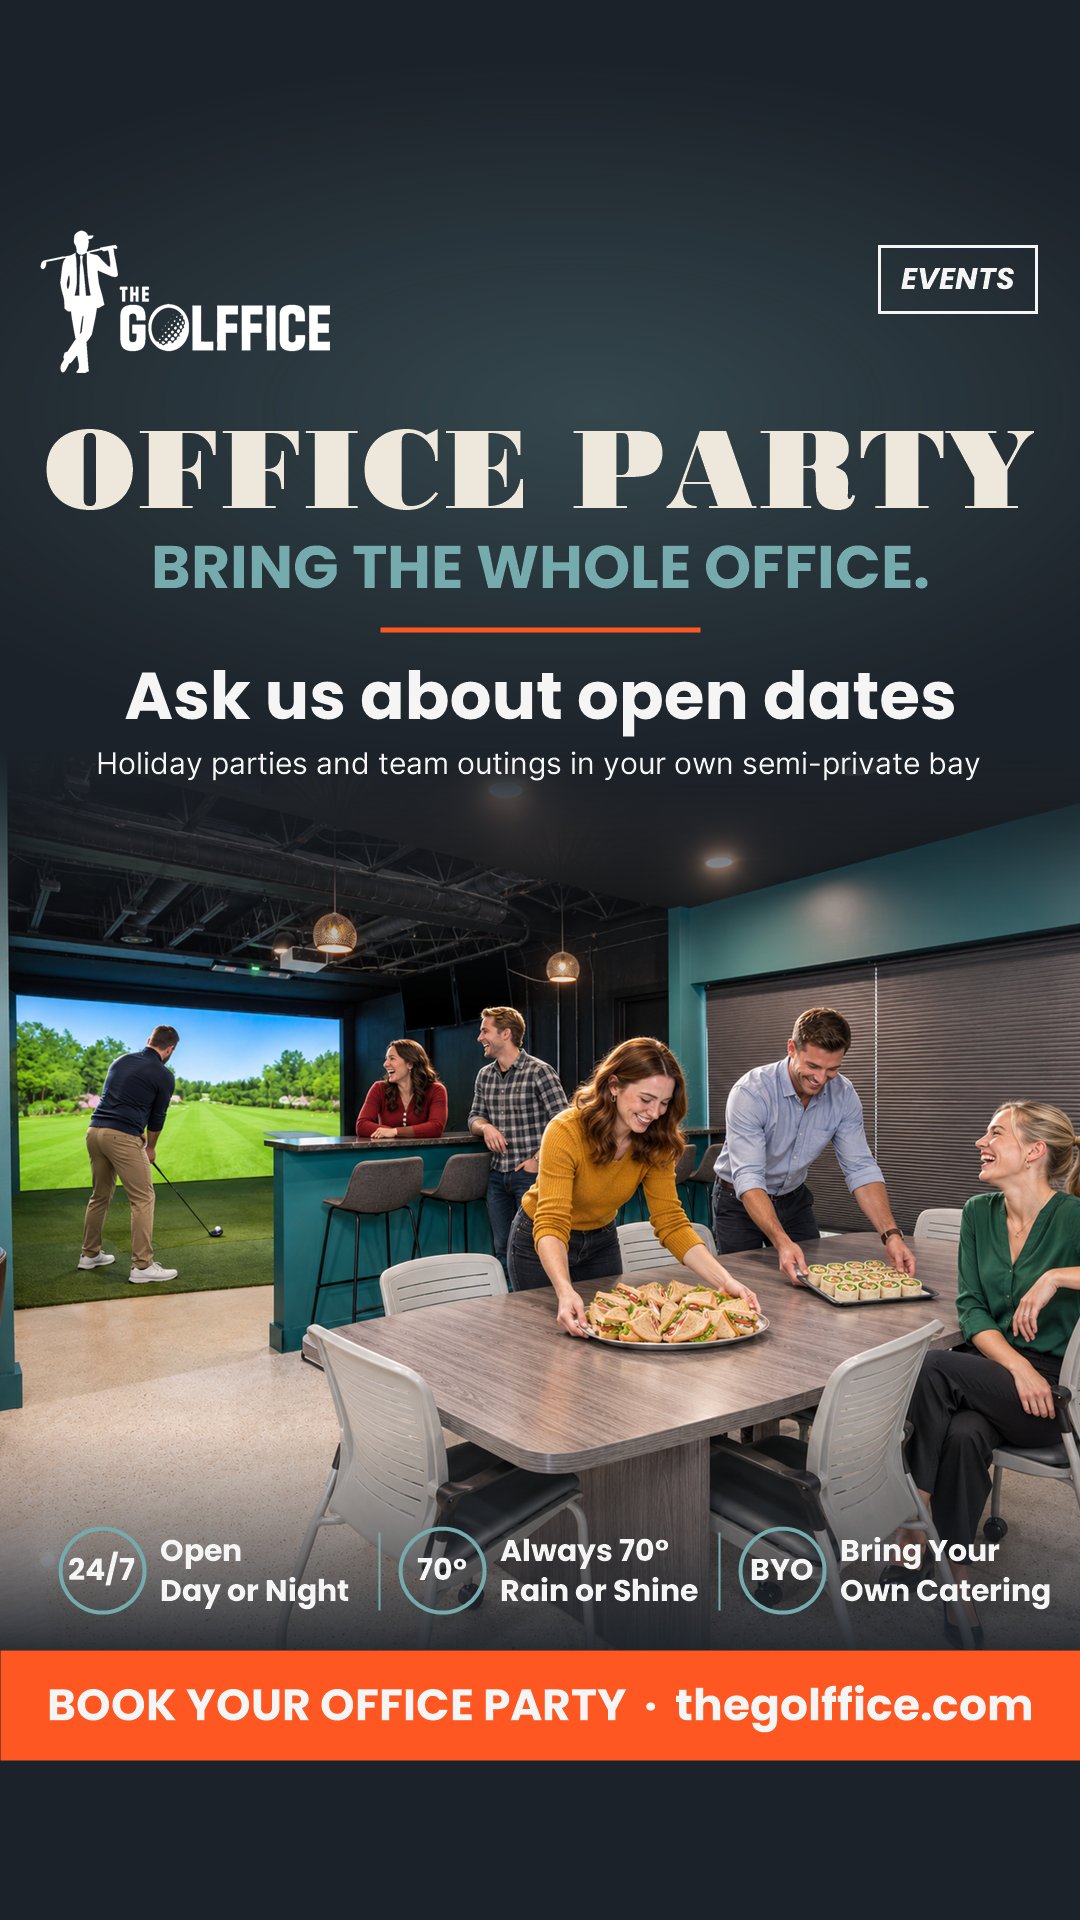 THE
GOLFFICE
EVENTS
OFFICE PARTY
BRING THE WHOLE OFFICE.
Ask us about open dates
Holiday parties and team outings in your own semi-private bay
24/7
Open
Day or Night
70°
Always 70°
Rain or Shine
BYO
Bring Your
Own Catering
BOOK YOUR OFFICE PARTY · thegolffice.com